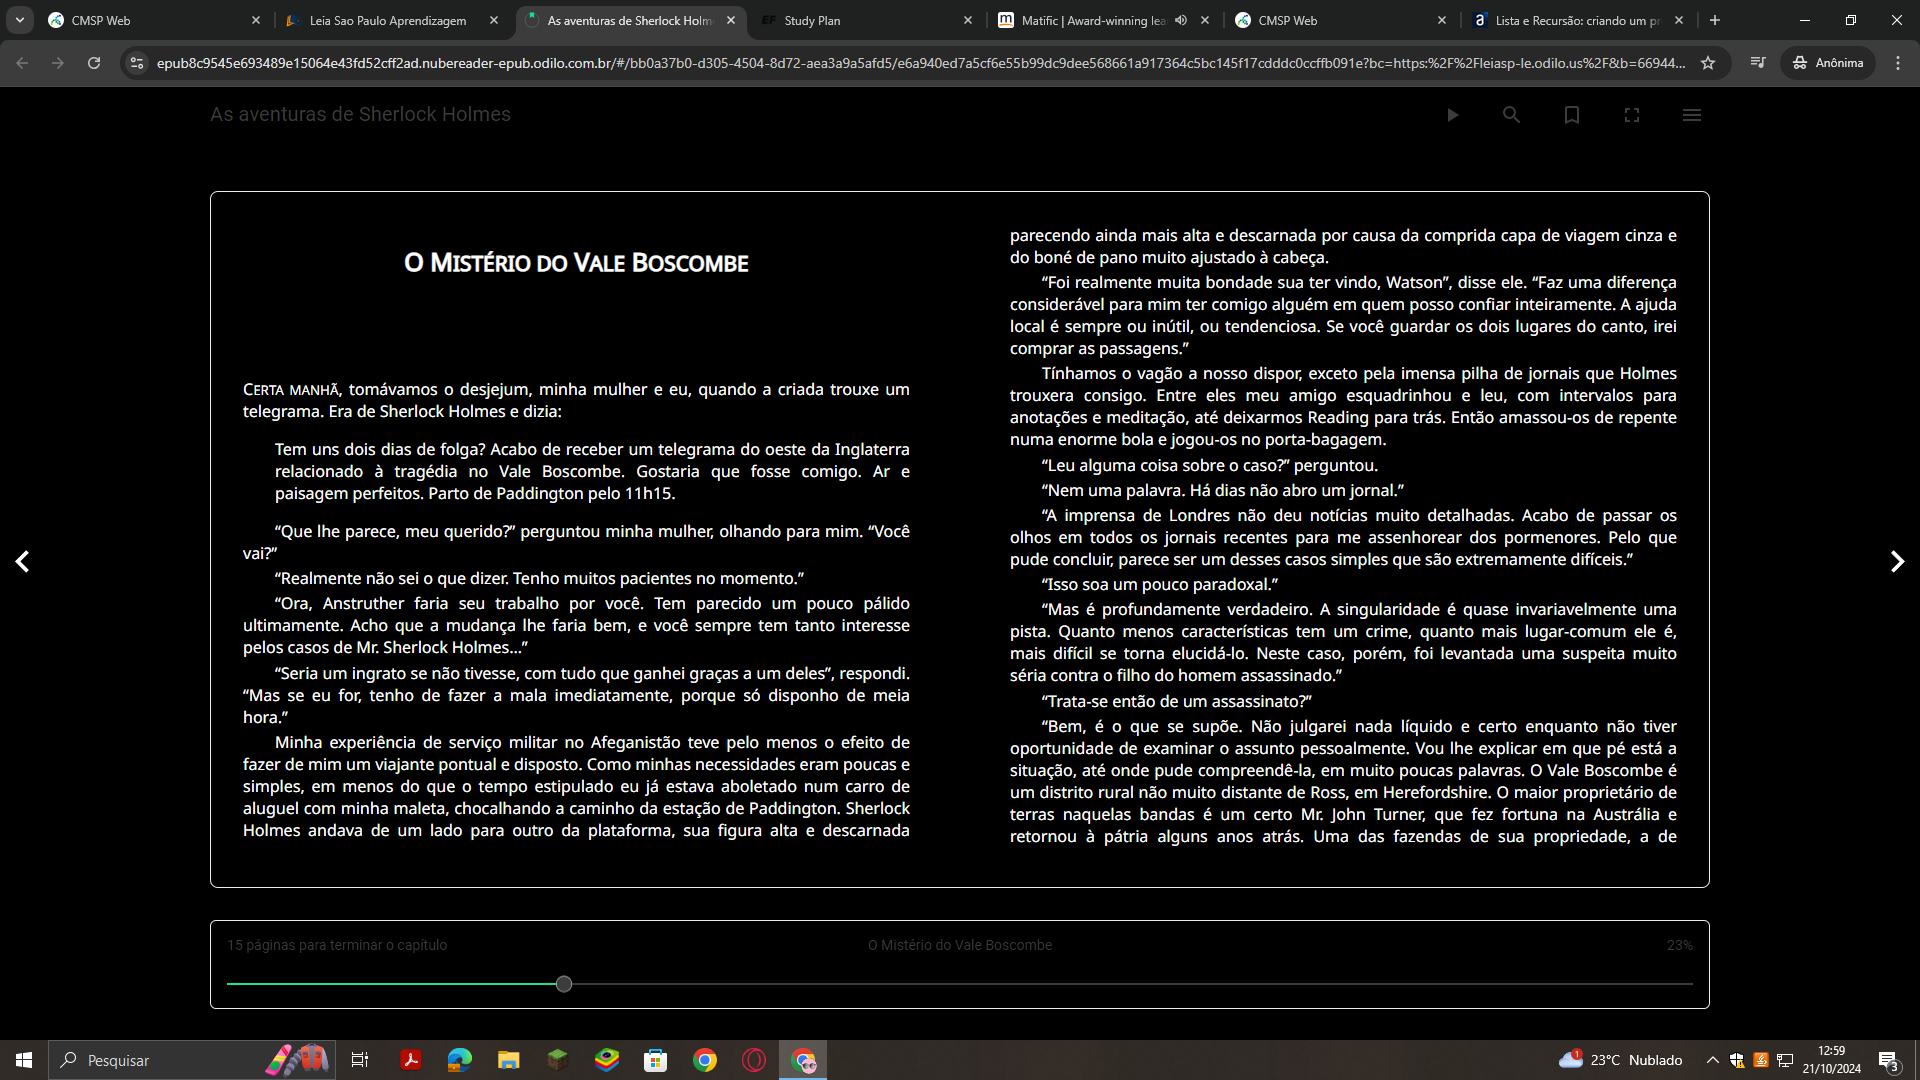 CMSP Web
Leia Sao Paulo Aprendizagem
As aventuras de Sherlock Holm
EF Study Plan
Matific | Award-winning lea
CMSP Web
Lista e Recursão: criando um pr
epub8c9545e693489e15064e43fd52cff2ad.nubereader-epub.odilo.com.br/#/bb0a37b0-d305-4504-8d72-aea3a9a5afd5/e6a940ed7a5cf6e55b99dc9dee568661a917364c5bc145f17cdddc0ccffb091e?bc=https:%2F%2Fleiasp-le.odilo.us%2F&b=66944...
Anônima
As aventuras de Sherlock Holmes
O MISTÉRIO DO VALE BOSCOMBE
CERTA MANHÃ, tomávamos o desjejum, minha mulher e eu, quando a criada trouxe um
telegrama. Era de Sherlock Holmes e dizia:
Tem uns dois dias de folga? Acabo de receber um telegrama do oeste da Inglaterra
relacionado à tragédia no Vale Boscombe. Gostaria que fosse comigo. Ar e
paisagem perfeitos. Parto de Paddington pelo 11h15.
“Que lhe parece, meu querido?” perguntou minha mulher, olhando para mim. “Você
vai?”
“Realmente não sei o que dizer. Tenho muitos pacientes no momento.”
“Ora, Anstruther faria seu trabalho por você. Tem parecido um pouco pálido
ultimamente. Acho que a mudança lhe faria bem, e você sempre tem tanto interesse
pelos casos de Mr. Sherlock Holmes...”
“Seria um ingrato se não tivesse, com tudo que ganhei graças a um deles”, respondi.
“Mas se eu for, tenho de fazer a mala imediatamente, porque só disponho de meia
hora.”
Minha experiência de serviço militar no Afeganistão teve pelo menos o efeito de
fazer de mim um viajante pontual e disposto. Como minhas necessidades eram poucas e
simples, em menos do que o tempo estipulado eu já estava aboletado num carro de
aluguel com minha maleta, chocalhando a caminho da estação de Paddington. Sherlock
Holmes andava de um lado para outro da plataforma, sua figura alta e descarnada
parecendo ainda mais alta e descarnada por causa da comprida capa de viagem cinza e
do boné de pano muito ajustado à cabeça.
“Foi realmente muita bondade sua ter vindo, Watson”, disse ele. “Faz uma diferença
considerável para mim ter comigo alguém em quem posso confiar inteiramente. A ajuda
local é sempre ou inútil, ou tendenciosa. Se você guardar os dois lugares do canto, irei
comprar as passagens.”
Tínhamos o vagão a nosso dispor, exceto pela imensa pilha de jornais que Holmes
trouxera consigo. Entre eles meu amigo esquadrinhou e leu, com intervalos para
anotações e meditação, até deixarmos Reading para trás. Então amassou-os de repente
numa enorme bola e jogou-os no porta-bagagem.
“Leu alguma coisa sobre o caso?” perguntou.
“Nem uma palavra. Há dias não abro um jornal.”
“A imprensa de Londres não deu notícias muito detalhadas. Acabo de passar os
olhos em todos os jornais recentes para me assenhorear dos pormenores. Pelo que
pude concluir, parece ser um desses casos simples que são extremamente difíceis.”
“Isso soa um pouco paradoxal.”
“Mas é profundamente verdadeiro. A singularidade é quase invariavelmente uma
pista. Quanto menos características tem um crime, quanto mais lugar-comum ele é,
mais difícil se torna elucidá-lo. Neste caso, porém, foi levantada uma suspeita muito
séria contra o filho do homem assassinado.”
“Trata-se então de um assassinato?”
“Bem, é o que se supõe. Não julgarei nada líquido e certo enquanto não tiver
oportunidade de examinar o assunto pessoalmente. Vou lhe explicar em que pé está a
situação, até onde pude compreendê-la, em muito poucas palavras. O Vale Boscombe é
um distrito rural não muito distante de Ross, em Herefordshire. O maior proprietário de
terras naquelas bandas é um certo Mr. John Turner, que fez fortuna na Austrália e
retornou à pátria alguns anos atrás. Uma das fazendas de sua propriedade, a de
15 páginas para terminar o capítulo
O Mistério do Vale Boscombe
23%
Pesquisar
1
23°C Nublado
12:59
21/10/2024
3